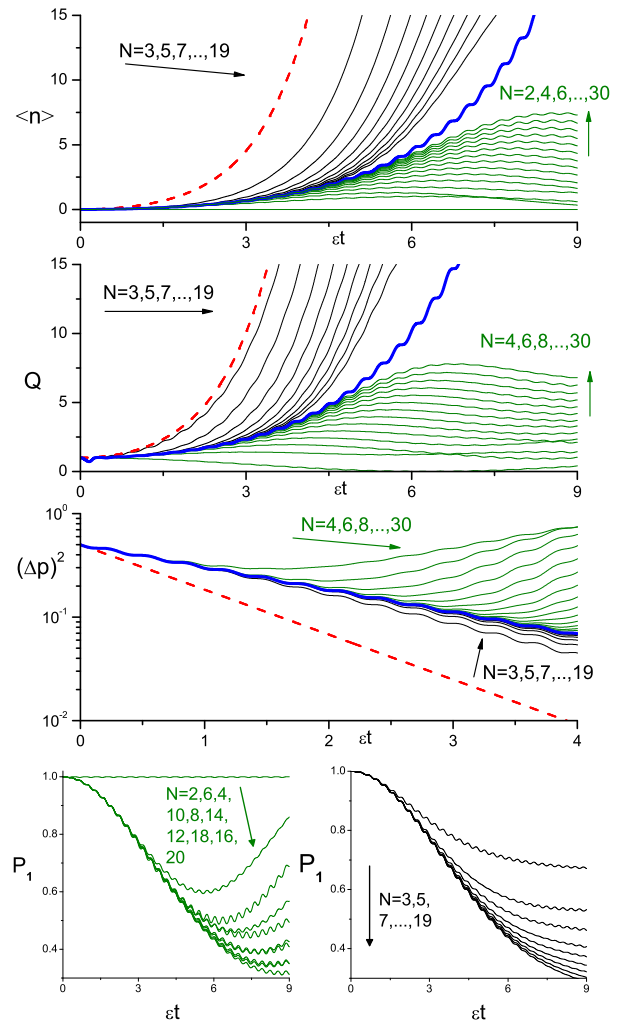 15
N=3,5,7,..,19
10
<n>
N=2,4,6,..,30
5
0
0 3 εt 6 9
15
N=3,5,7,..,19
10
N=4,6,8,..,30
Q
5
0
0 3 εt 6 9
10⁰
N=4,6,8,..,30
(Δp)²
10⁻¹
N=3,5,7,..,19
10⁻²
0 1 2 εt 3 4
1.0
N=2,6,4,
10,8,14,
12,18,16,
20
0.8
P₁
0.6
0.4
0 3 6 9
εt
1.0
0.8
P₁
N=3,5,
7,...,19
0.6
0.4
0 3 6 9
εt